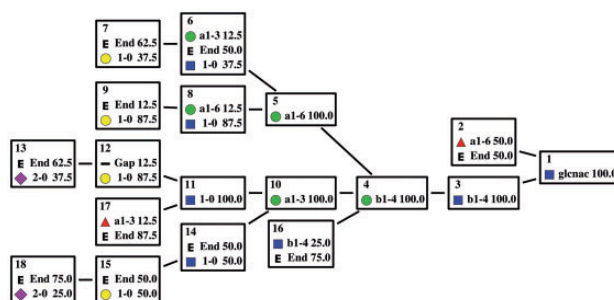 7
E End 62.5
1-0 37.5
6
a1-3 12.5
E End 50.0
1-0 37.5
9
E End 12.5
1-0 87.5
8
a1-6 12.5
1-0 87.5
5
a1-6 100.0
2
a1-6 50.0
E End 50.0
1
glcnac 100.0
13
E End 62.5
2-0 37.5
12
Gap 12.5
1-0 87.5
11
1-0 100.0
10
a1-3 100.0
4
b1-4 100.0
3
b1-4 100.0
17
a1-3 12.5
E End 87.5
14
E End 50.0
1-0 50.0
16
b1-4 25.0
E End 75.0
18
E End 75.0
2-0 25.0
15
E End 50.0
1-0 50.0